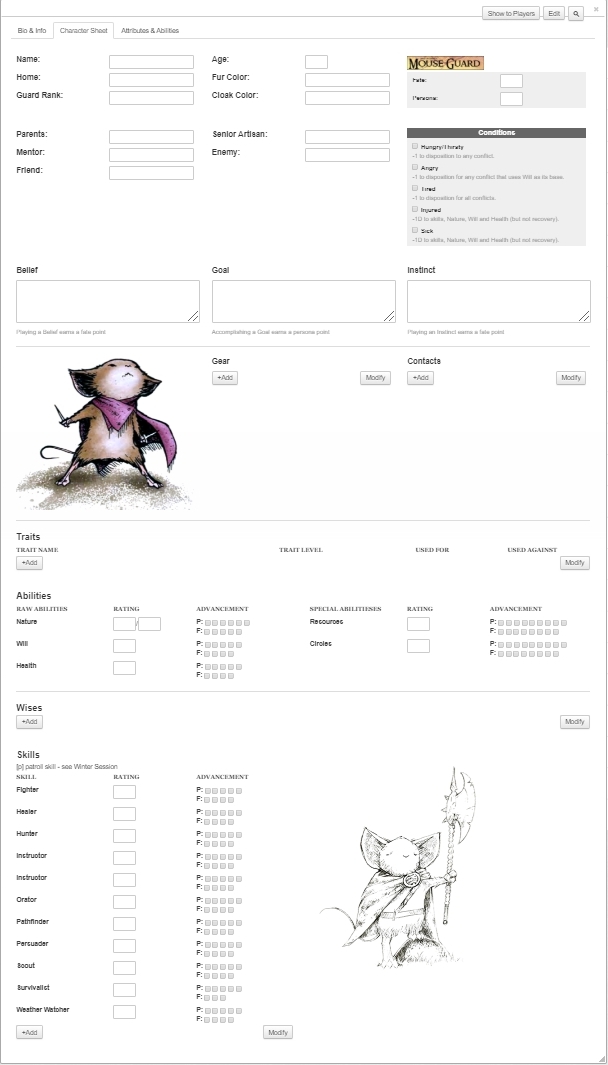 Show to Players Edit
Bio & Info Character Sheet Attributes & Abilities
Name: Age: MOUSE GUARD
Home: Fur Color: Fate:
Guard Rank: Cloak Color: Persona:
Parents: Senior Artisan: Conditions
Mentor: Enemy: Hungry/Thirsty
-1 to disposition to any conflict.
Friend: Angry
-1 to disposition for any conflict that case Will as its base.
Tired
-1 to disposition for all conflicts.
Injured
-1D to skills, Nature, Will and Health (but not recovery).
Sick
-1D to skills, Nature, Will and Health (but not recovery).
Belief Goal Instinct
Playing a Belief earns a fate point Accomplishing a Goal earns a persona point Playing an Instinct earns a fate point
Gear Contacts
+Add Modify +Add Modify
Traits
TRAIT NAME TRAIT LEVEL USED FOR USED AGAINST
+Add Modify
Abilities
RAW ABILITIES RATING ADVANCEMENT SPECIAL ABILITIESES RATING ADVANCEMENT
Nature / P: Resources P:
F: F:
Will P: Circles P:
F: F:
Health P:
F:
Wises
+Add Modify
Skills
[p] patroll skill - see Winter Session
SKILL RATING ADVANCEMENT
Fighter P:
F:
Healer P:
F:
Hunter P:
F:
Instructor P:
F:
Instructor P:
F:
Orator P:
F:
Pathfinder P:
F:
Persuader P:
F:
Scout P:
F:
Survivalist P:
F:
Weather Watcher P:
F:
+Add Modify